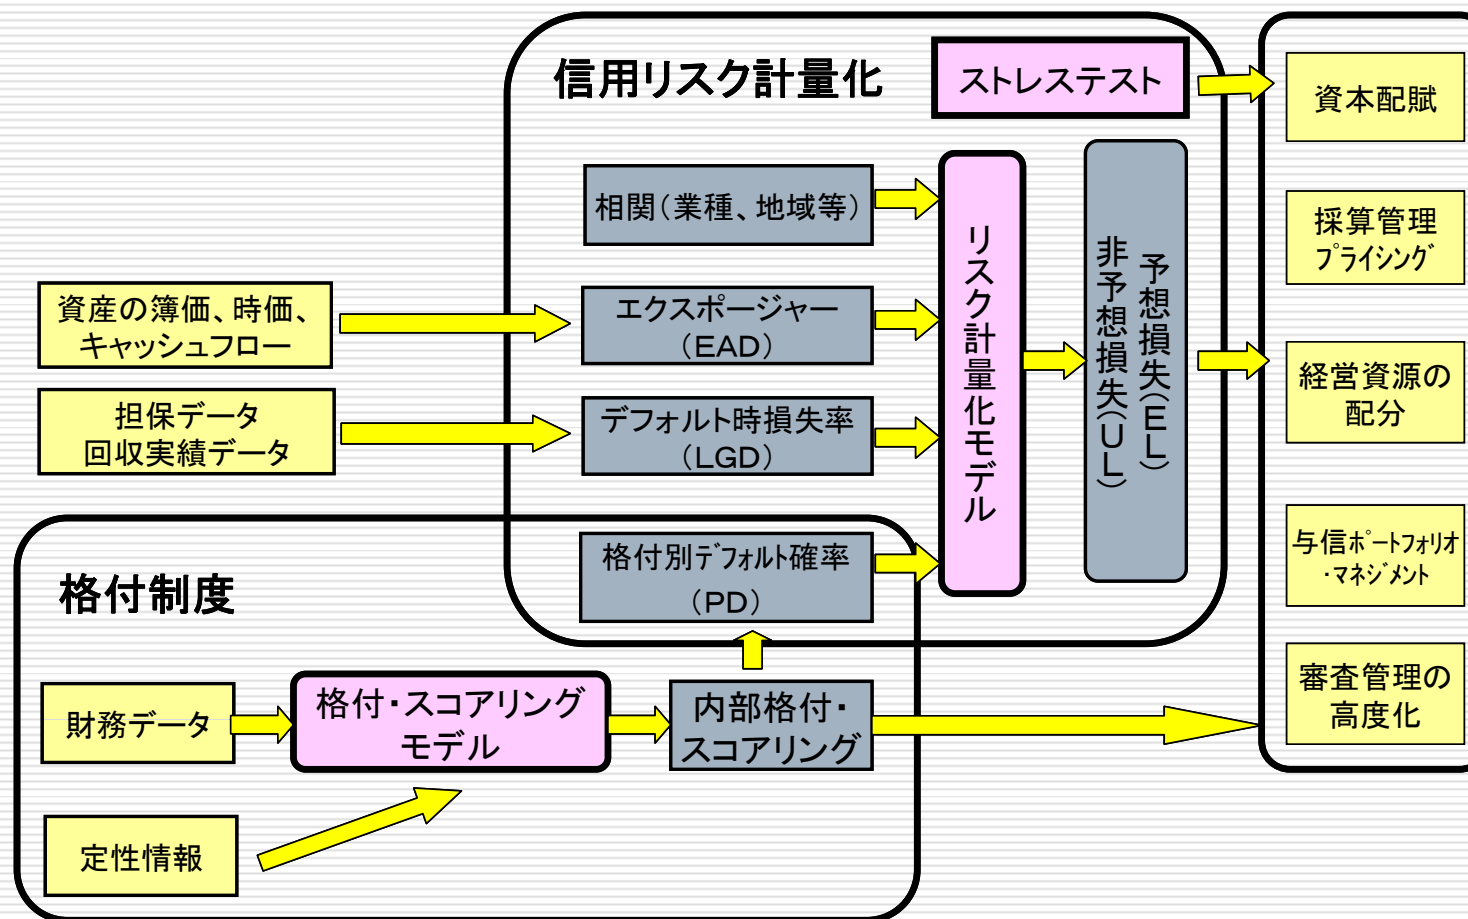 信用リスク計量化
ストレステスト
資本配賦
相関（業種、地域等）
採算管理
プライシング
資産の簿価、時価、
キャッシュフロー
エクスポージャー
（EAD）
リスク計量化モデル
予想損失（EL）
非予想損失（UL）
経営資源の
配分
担保データ
回収実績データ
デフォルト時損失率
（LGD）
与信ポートフォリオ
・マネジメント
格付制度
格付別デフォルト確率
（PD）
審査管理の
高度化
財務データ
格付・スコアリング
モデル
内部格付・
スコアリング
定性情報